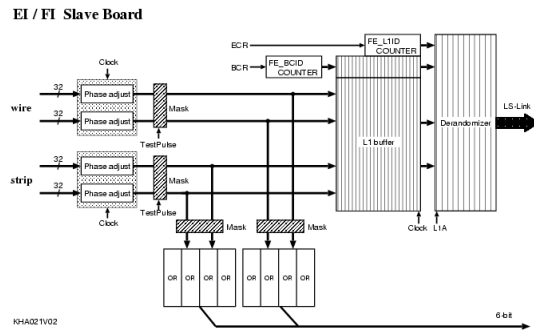 EI / FI Slave Board
ECR
FE_L1ID
COUNTER
BCR
FE_BCID
COUNTER
Clock
32
Phase adjust
Mask
wire
32
Phase adjust
TestPulse
L1 buffer
Derandomizer
LS-Link
32
Phase adjust
Mask
strip
32
Phase adjust
Clock
TestPulse
Mask
Mask
Clock
L1A
OR
OR
OR
OR
OR
OR
OR
OR
KHA021V02
6-bit